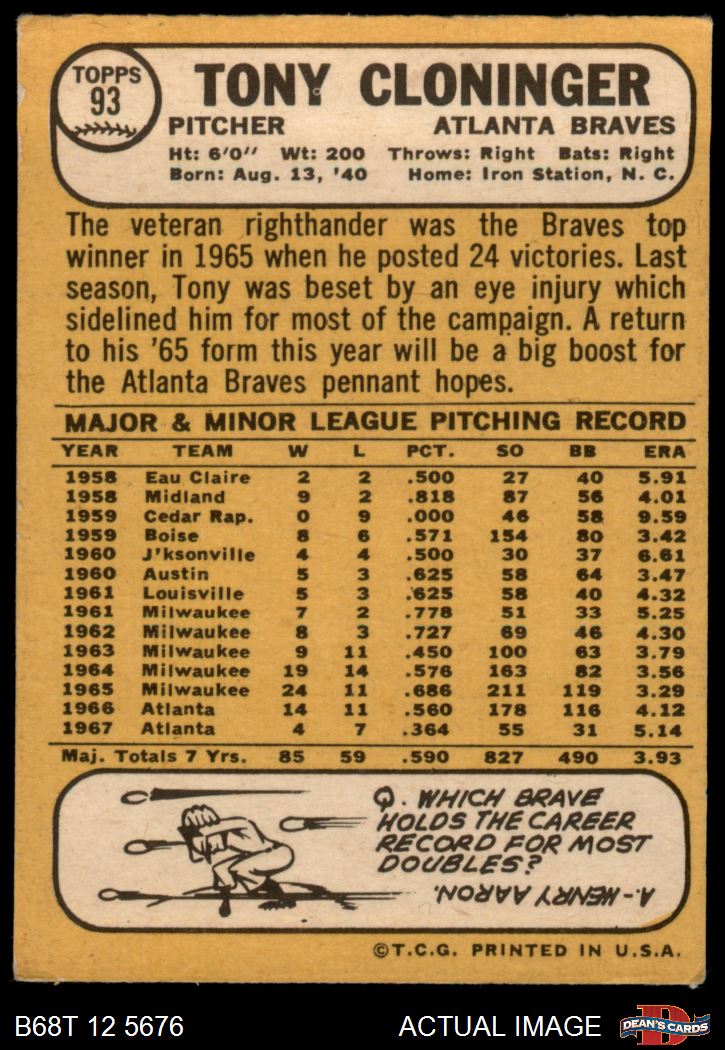 TOPPS
93
TONY CLONINGER
PITCHER ATLANTA BRAVES
Ht: 6'0" Wt: 200 Throws: Right Bats: Right
Born: Aug. 13, '40 Home: Iron Station, N. C.
The veteran righthander was the Braves top
winner in 1965 when he posted 24 victories. Last
season, Tony was beset by an eye injury which
sidelined him for most of the campaign. A return
to his '65 form this year will be a big boost for
the Atlanta Braves pennant hopes.
MAJOR & MINOR LEAGUE PITCHING RECORD
YEAR TEAM W L PCT. SO BB ERA
1958 Eau Claire 2 2 .500 27 40 5.91
1958 Midland 9 2 .818 87 56 4.01
1959 Cedar Rap. 0 9 .000 46 58 9.59
1959 Boise 8 6 .571 154 80 3.42
1960 J'ksonville 4 4 .500 30 37 6.61
1960 Austin 5 3 .625 58 64 3.47
1961 Louisville 5 3 .625 58 40 4.32
1961 Milwaukee 7 2 .778 51 33 5.25
1962 Milwaukee 8 3 .727 69 46 4.30
1963 Milwaukee 9 11 .450 100 63 3.79
1964 Milwaukee 19 14 .576 163 82 3.56
1965 Milwaukee 24 11 .686 211 119 3.29
1966 Atlanta 14 11 .560 178 116 4.12
1967 Atlanta 4 7 .364 55 31 5.14
Maj. Totals 7 Yrs. 85 59 .590 827 490 3.93
Q. WHICH BRAVE
HOLDS THE CAREER
RECORD FOR MOST
DOUBLES?
A-HENRY AARON.
©T.C.G. PRINTED IN U.S.A.
B68T 12 5676 ACTUAL IMAGE D DEAN'S CARDS